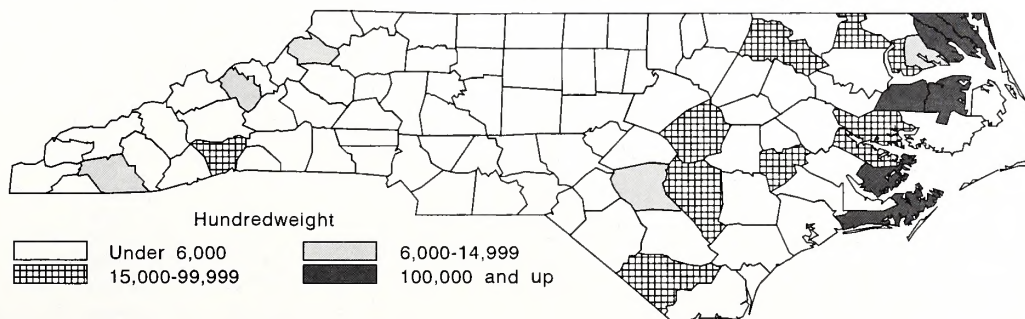 Hundredweight
Under 6,000
6,000-14,999
15,000-99,999
100,000 and up